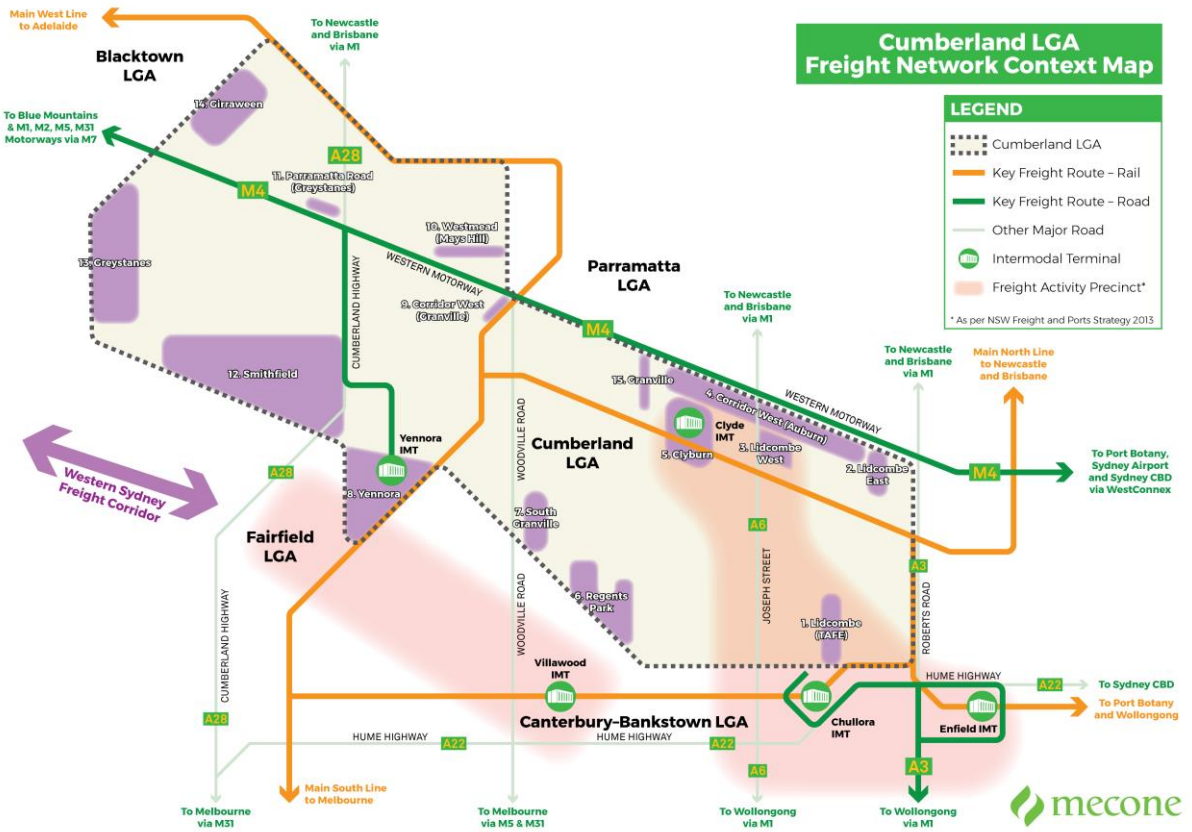 Main West Line
to Adelaide
To Newcastle
and Brisbane
via M1
Blacktown
LGA
Cumberland LGA
Freight Network Context Map
LEGEND
Cumberland LGA
Key Freight Route – Rail
Key Freight Route – Road
Other Major Road
Intermodal Terminal
Freight Activity Precinct*
* As per NSW Freight and Ports Strategy 2013
14. Girraween
To Blue Mountains
& M1, M2, M5, M31
Motorways via M7
A28
M4
11. Parramatta Road
(Greystanes)
10. Westmead
(Mays Hill)
13. Greystanes
CUMBERLAND HIGHWAY
WESTERN MOTORWAY
9. Corridor West
(Granville)
Parramatta
LGA
M4
To Newcastle
and Brisbane
via M1
To Newcastle
and Brisbane
via M1
Main North Line
to Newcastle
and Brisbane
12. Smithfield
15. Granville
4. Corridor West (Auburn)
WESTERN MOTORWAY
WOODVILLE ROAD
Cumberland
LGA
Clyde
IMT
5. Clyburn
3. Lidcombe
West
2. Lidcombe
East
M4
To Port Botany,
Sydney Airport
and Sydney CBD
via WestConnex
Yennora
IMT
8. Yennora
Western Sydney
Freight Corridor
A28
Fairfield
LGA
7. South
Granville
A6
A3
JOSEPH STREET
ROBERTS ROAD
6. Regents
Park
WOODVILLE ROAD
1. Lidcombe
(TAFE)
CUMBERLAND HIGHWAY
Villawood
IMT
HUME HIGHWAY
A22
To Sydney CBD
To Port Botany
and Wollongong
A28
Canterbury-Bankstown LGA
Chullora
IMT
Enfield IMT
HUME HIGHWAY
A22
HUME HIGHWAY
A22
A6
A3
Main South Line
to Melbourne
To Melbourne
via M31
To Melbourne
via M5 & M31
To Wollongong
via M1
To Wollongong
via M1
mecone